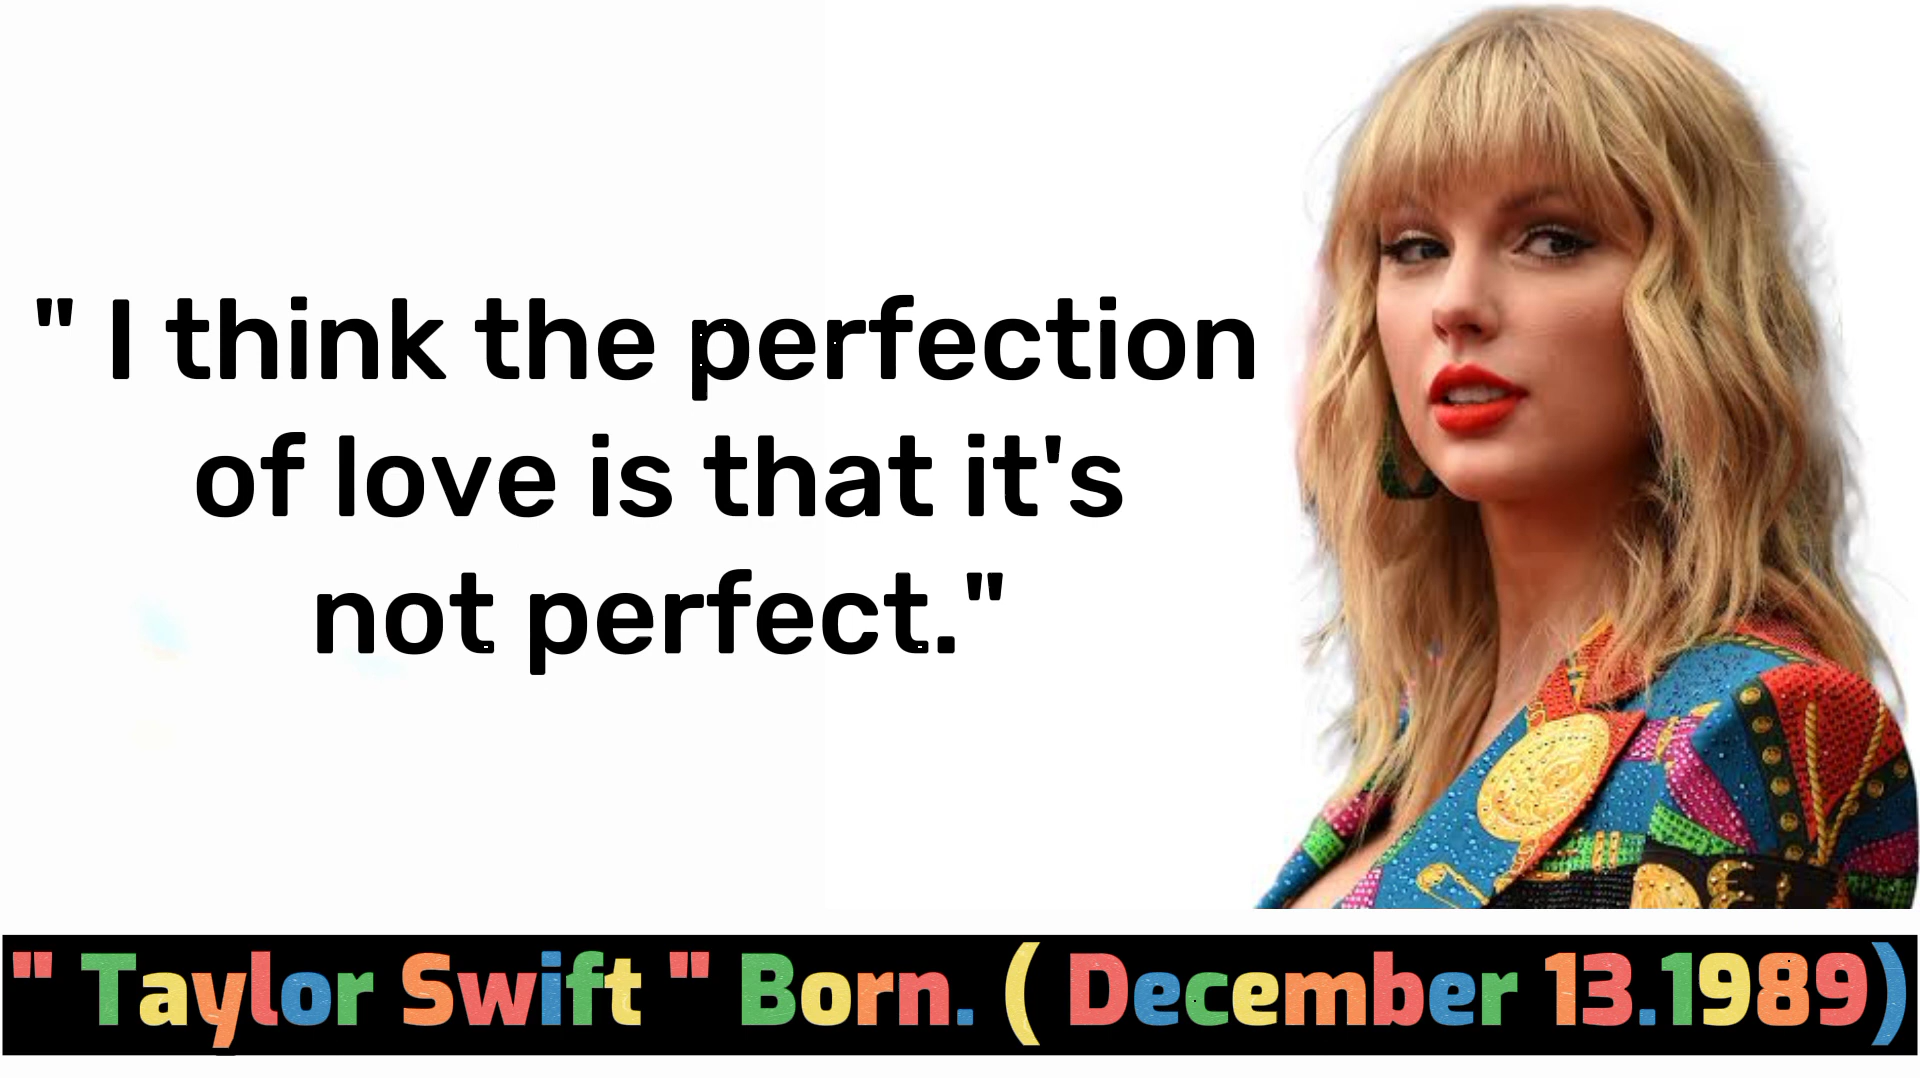 " I think the perfection
of love is that it's
not perfect."
" Taylor Swift " Born. ( December 13.1989)